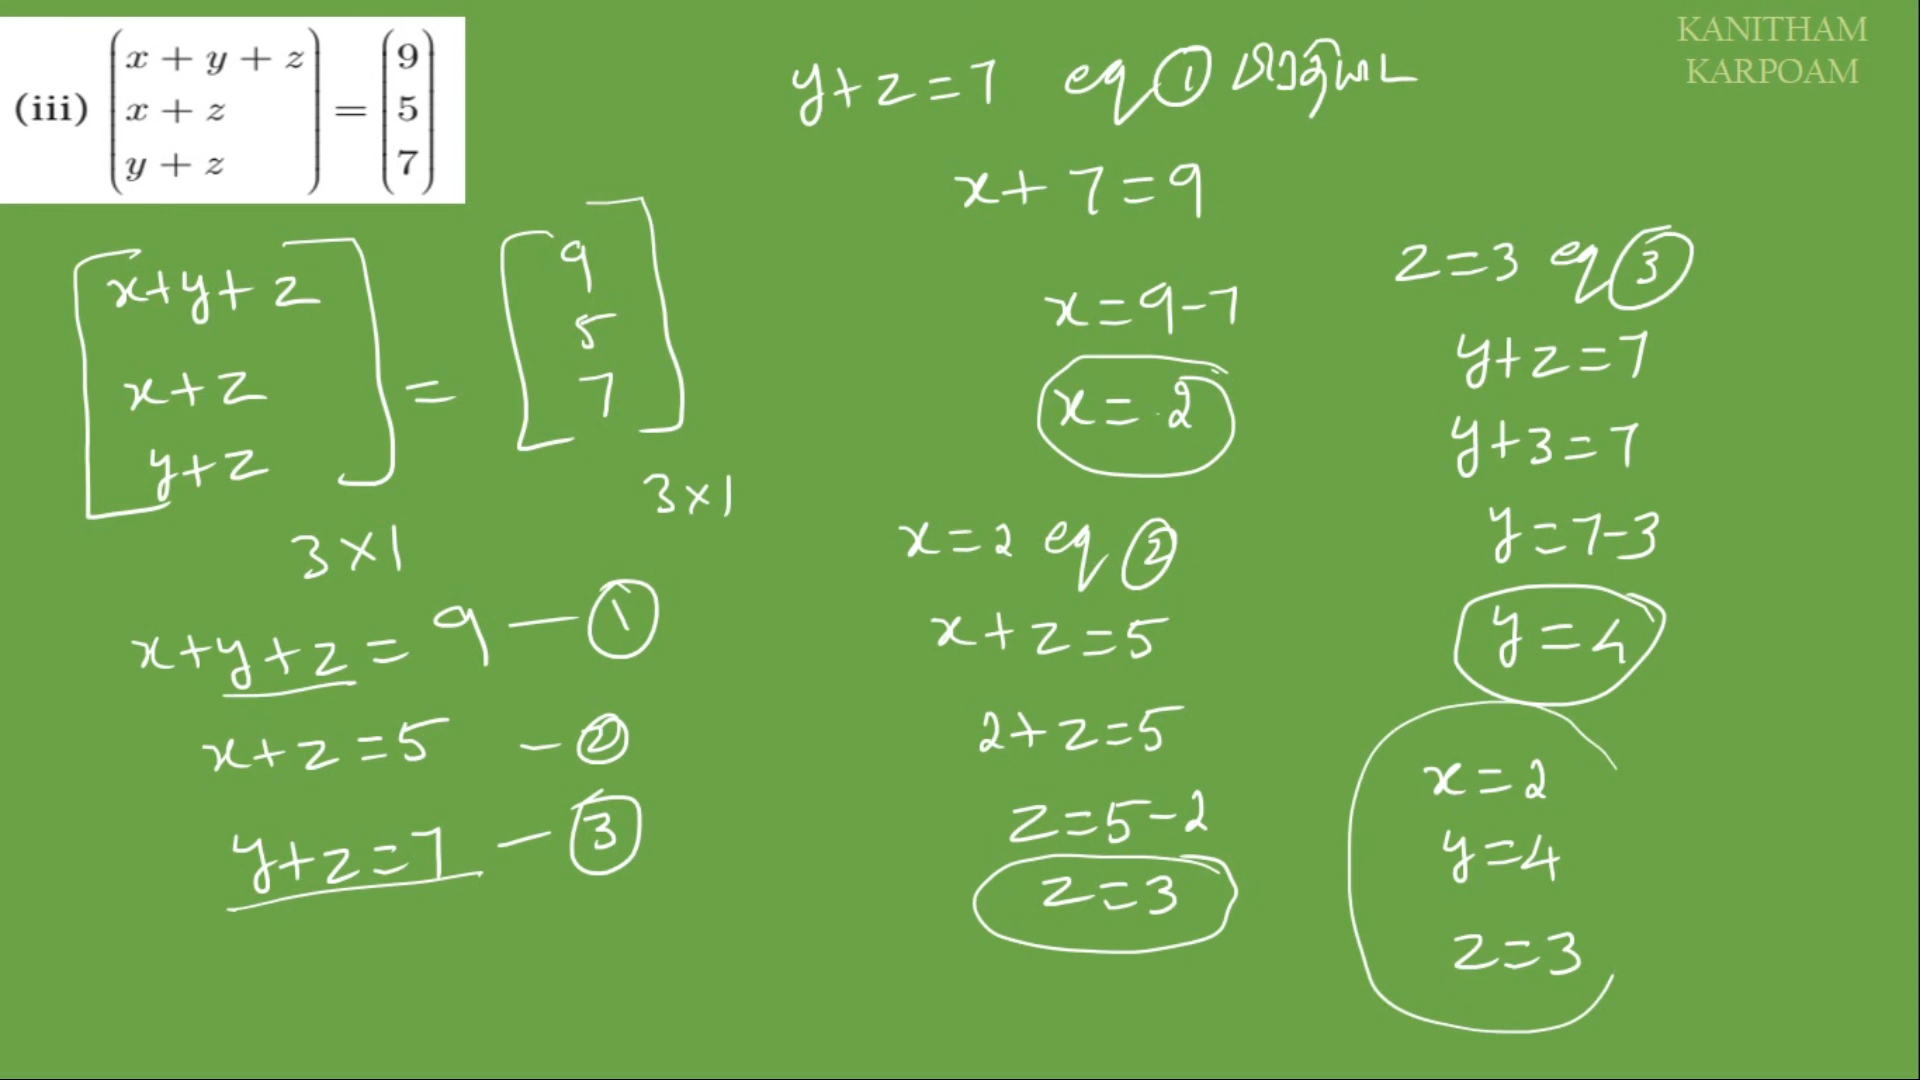 KANITHAM
KARPOAM
(iii) (x + y + z
x + z
y + z) = (9
5
7)
[x+y+z
x+z
y+z] = [9
5
7]
3×1
3×1
x+y+z = 9 — ①
x+z = 5 - ②
y+z = 7 - ③
y+z = 7 eq ① பிரதியிட
x+7 = 9
x = 9-7
x = 2
x = 2 eq ②
x+z = 5
2+z = 5
z = 5-2
z = 3
z = 3 eq ③
y+z = 7
y+3 = 7
y = 7-3
y = 4
x = 2
y = 4
z = 3